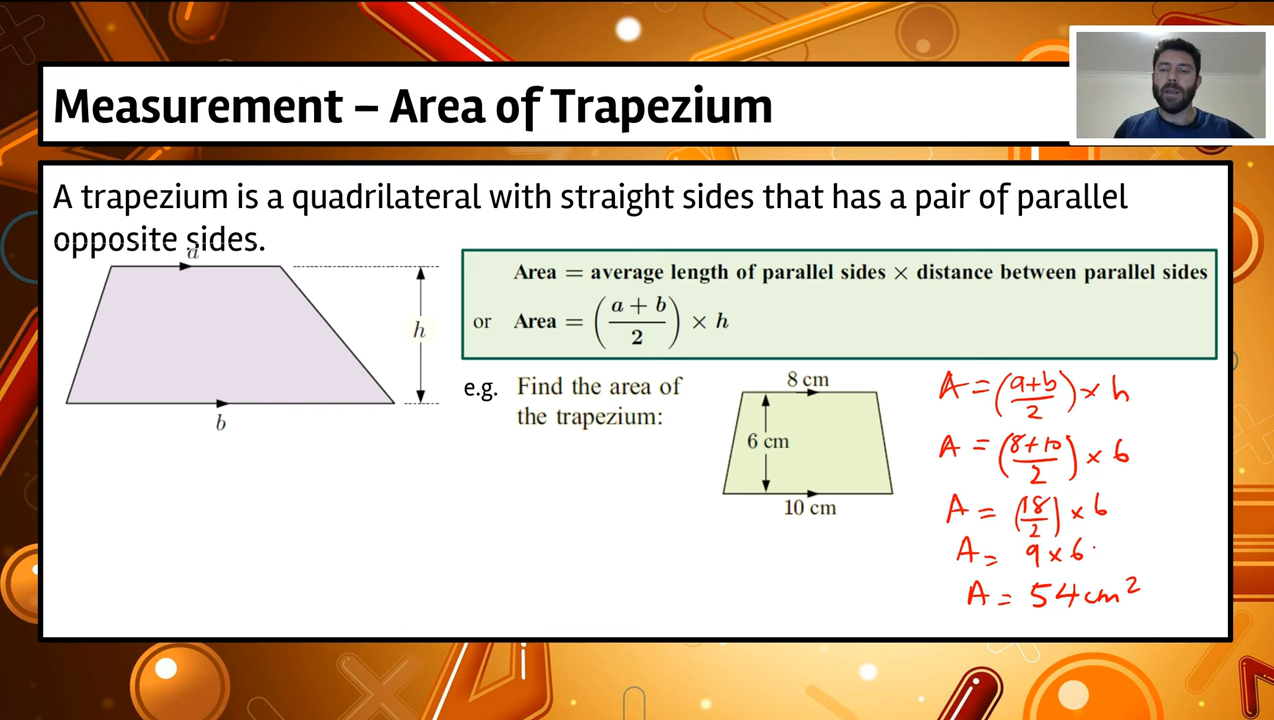 Measurement – Area of Trapezium
A trapezium is a quadrilateral with straight sides that has a pair of parallel
opposite sides.
a
h
b
Area = average length of parallel sides × distance between parallel sides
or Area = (a + b / 2) × h
e.g. Find the area of
the trapezium:
8 cm
6 cm
10 cm
A = (a+b / 2) × h
A = (8+10 / 2) × 6
A = (18 / 2) × 6
A = 9 × 6
A = 54 cm²